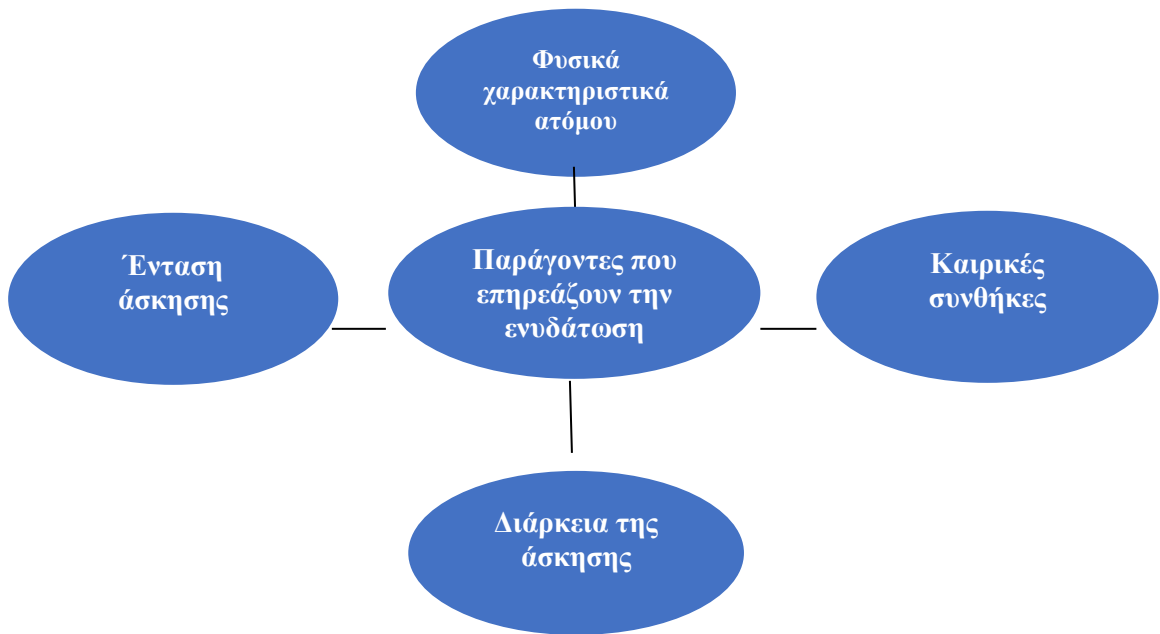 Φυσικά
χαρακτηριστικά
ατόμου
Ένταση
άσκησης
Παράγοντες που
επηρεάζουν την
ενυδάτωση
Καιρικές
συνθήκες
Διάρκεια της
άσκησης